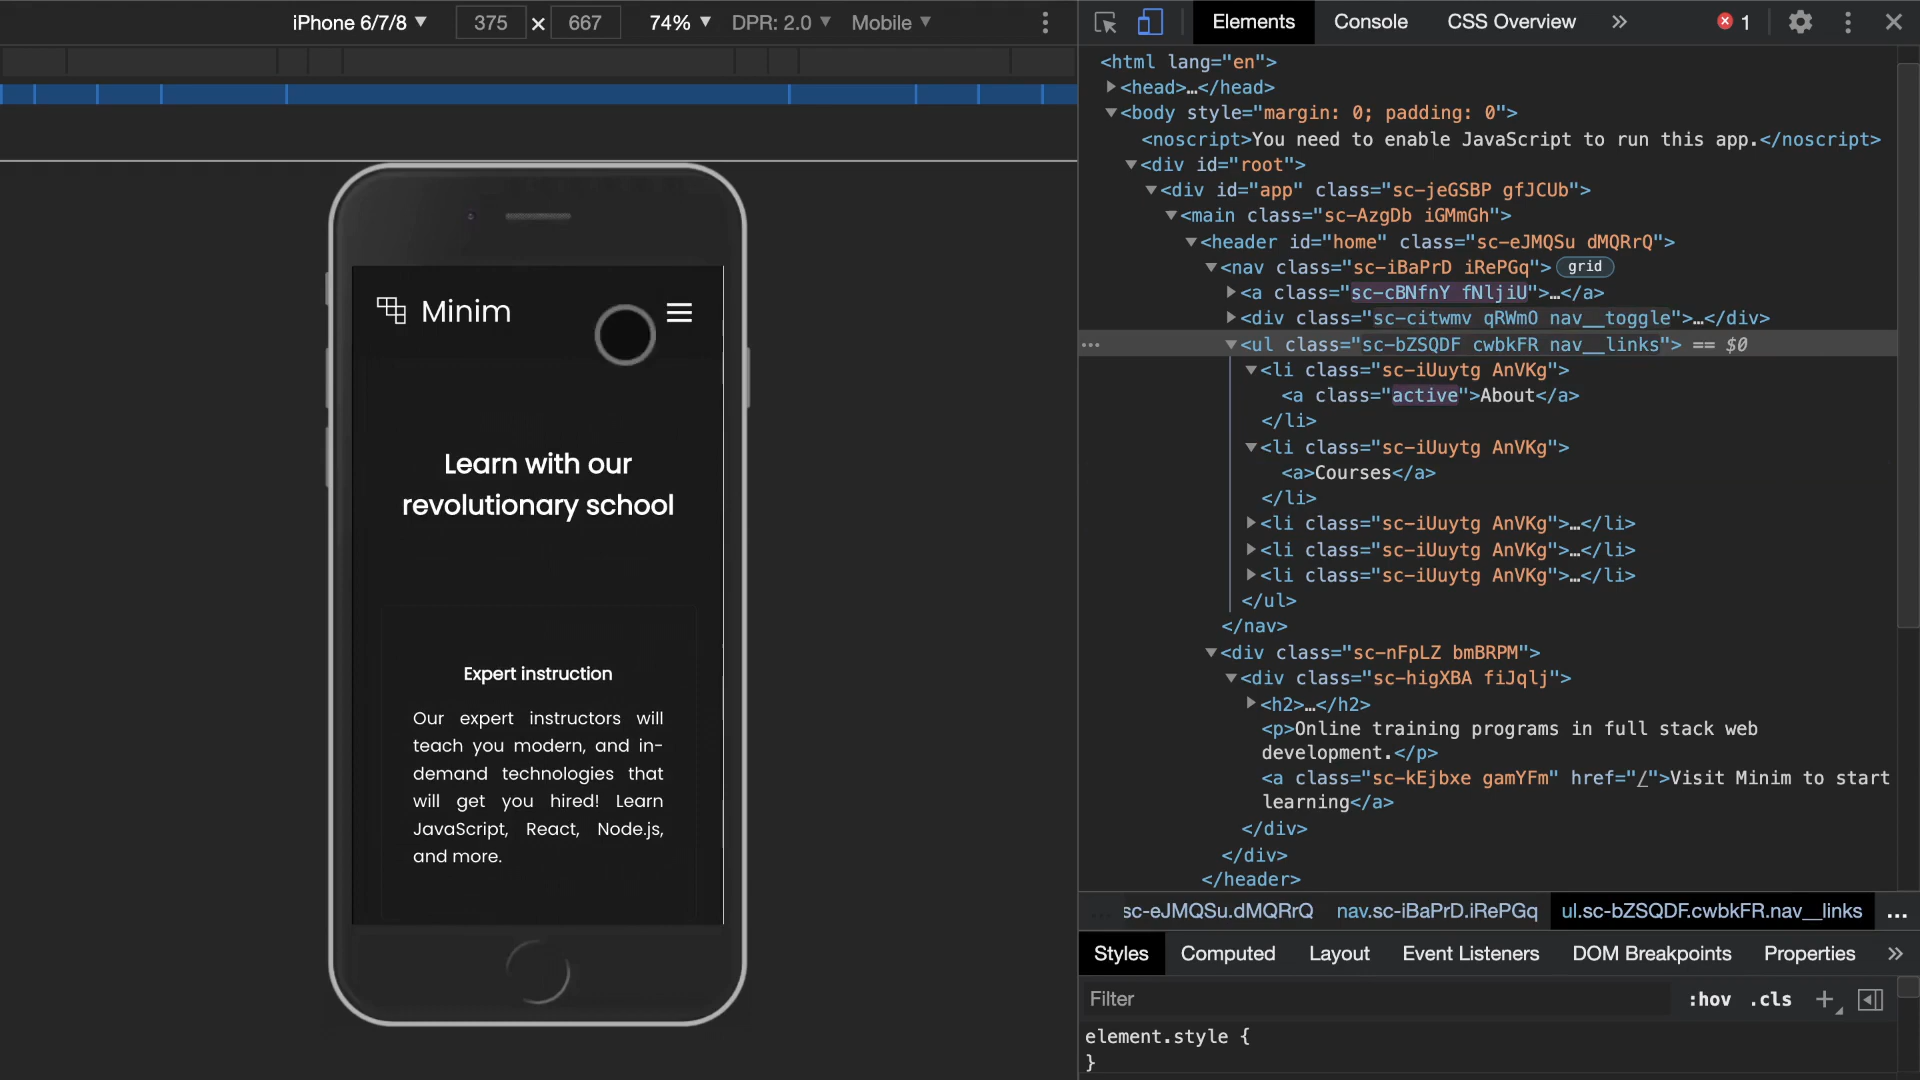 iPhone 6/7/8 375 × 667 74% DPR: 2.0 Mobile
Elements Console CSS Overview » 1
Minim
Learn with our
revolutionary school
Expert instruction
Our expert instructors will
teach you modern, and in-
demand technologies that
will get you hired! Learn
JavaScript, React, Node.js,
and more.
<html lang="en">
<head>…</head>
<body style="margin: 0; padding: 0">
<noscript>You need to enable JavaScript to run this app.</noscript>
<div id="root">
<div id="app" class="sc-jeGSBP gfJCUb">
<main class="sc-AzgDb iGMmGh">
<header id="home" class="sc-eJMQSu dMQRrQ">
<nav class="sc-iBaPrD iRePGq"> grid
<a class="sc-cBNfnY fNljiU">…</a>
<div class="sc-citwmv qRWmO nav__toggle">…</div>
… <ul class="sc-bZSQDF cwbkFR nav__links"> == $0
<li class="sc-iUuytg AnVKg">
<a class="active">About</a>
</li>
<li class="sc-iUuytg AnVKg">
<a>Courses</a>
</li>
<li class="sc-iUuytg AnVKg">…</li>
<li class="sc-iUuytg AnVKg">…</li>
<li class="sc-iUuytg AnVKg">…</li>
</ul>
</nav>
<div class="sc-nFpLZ bmBRPM">
<div class="sc-higXBA fiJqlj">
<h2>…</h2>
<p>Online training programs in full stack web
development.</p>
<a class="sc-kEjbxe gamYFm" href="/">Visit Minim to start
learning</a>
</div>
</div>
</header>
… sc-eJMQSu.dMQRrQ nav.sc-iBaPrD.iRePGq ul.sc-bZSQDF.cwbkFR.nav__links …
Styles Computed Layout Event Listeners DOM Breakpoints Properties »
Filter :hov .cls +
element.style {
}